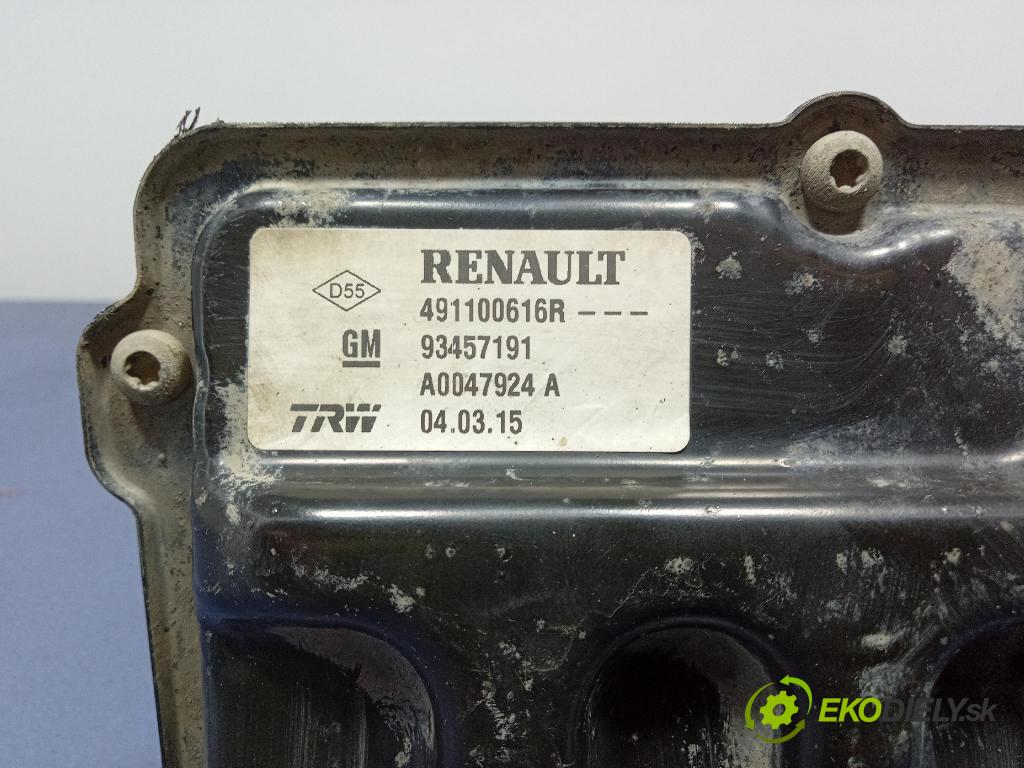 RENAULT
D55
491100616R ---
GM
93457191
A0047924 A
TRW
04.03.15
EKODIELY.sk